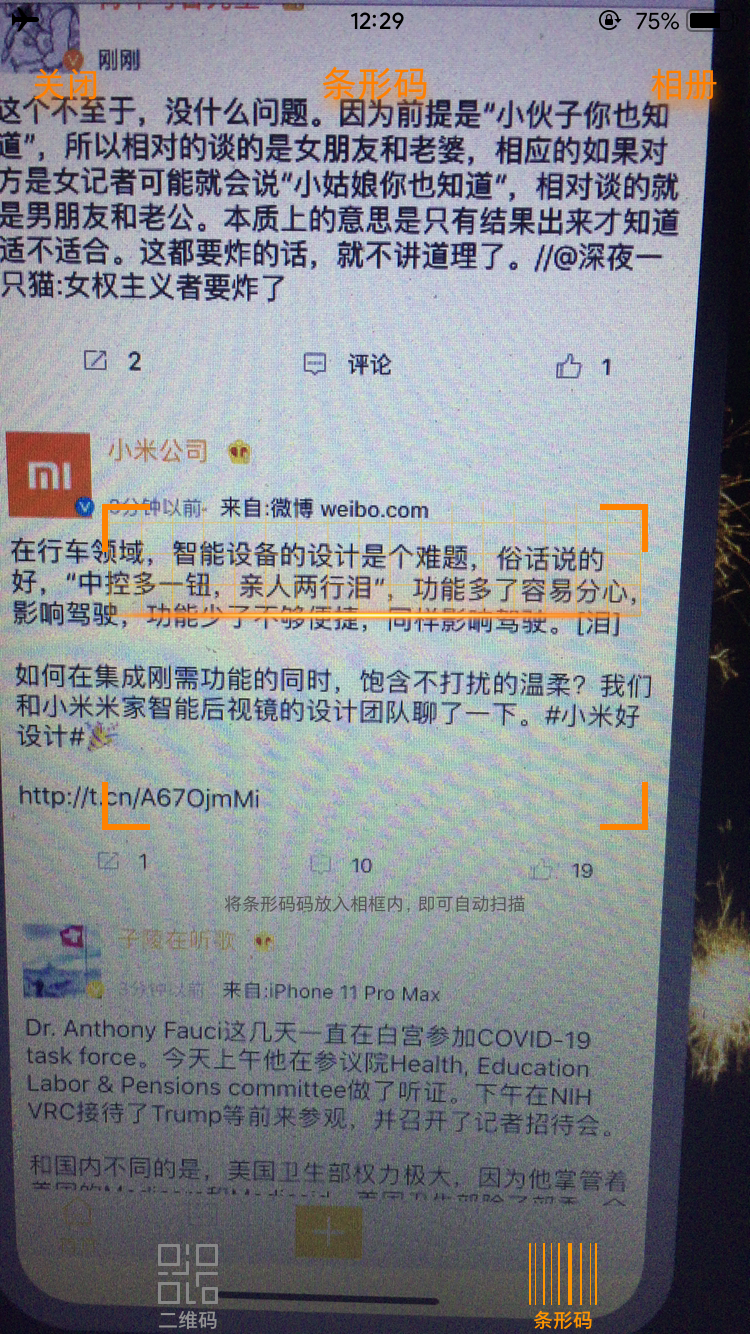 12:29
75%
刚刚
关闭
条形码
相册
这个不至于，没什么问题。因为前提是“小伙子你也知
道”，所以相对的谈的是女朋友和老婆，相应的如果对
方是女记者可能就会说“小姑娘你也知道”，相对谈的就
是男朋友和老公。本质上的意思是只有结果出来才知道
适不适合。这都要炸的话，就不讲道理了。//@深夜一
只猫:女权主义者要炸了
2
评论
1
小米公司
分钟以前- 来自:微博 weibo.com
在行车领域，智能设备的设计是个难题，俗话说的
好，“中控多一钮，亲人两行泪”，功能多了容易分心，
影响驾驶，功能少了不够便捷，同样影响驾驶。[泪]
如何在集成刚需功能的同时，饱含不打扰的温柔？我们
和小米米家智能后视镜的设计团队聊了一下。#小米好
设计#🎉
http://t.cn/A67OjmMi
1
10
19
将条形码码放入相框内，即可自动扫描
子陵在听歌
3分钟以前 来自:iPhone 11 Pro Max
Dr. Anthony Fauci这几天一直在白宫参加COVID-19
task force。今天上午他在参议院Health, Education
Labor & Pensions committee做了听证。下午在NIH
VRC接待了Trump等前来参观，并召开了记者招待会。
和国内不同的是，美国卫生部权力极大，因为他掌管着
二维码
条形码